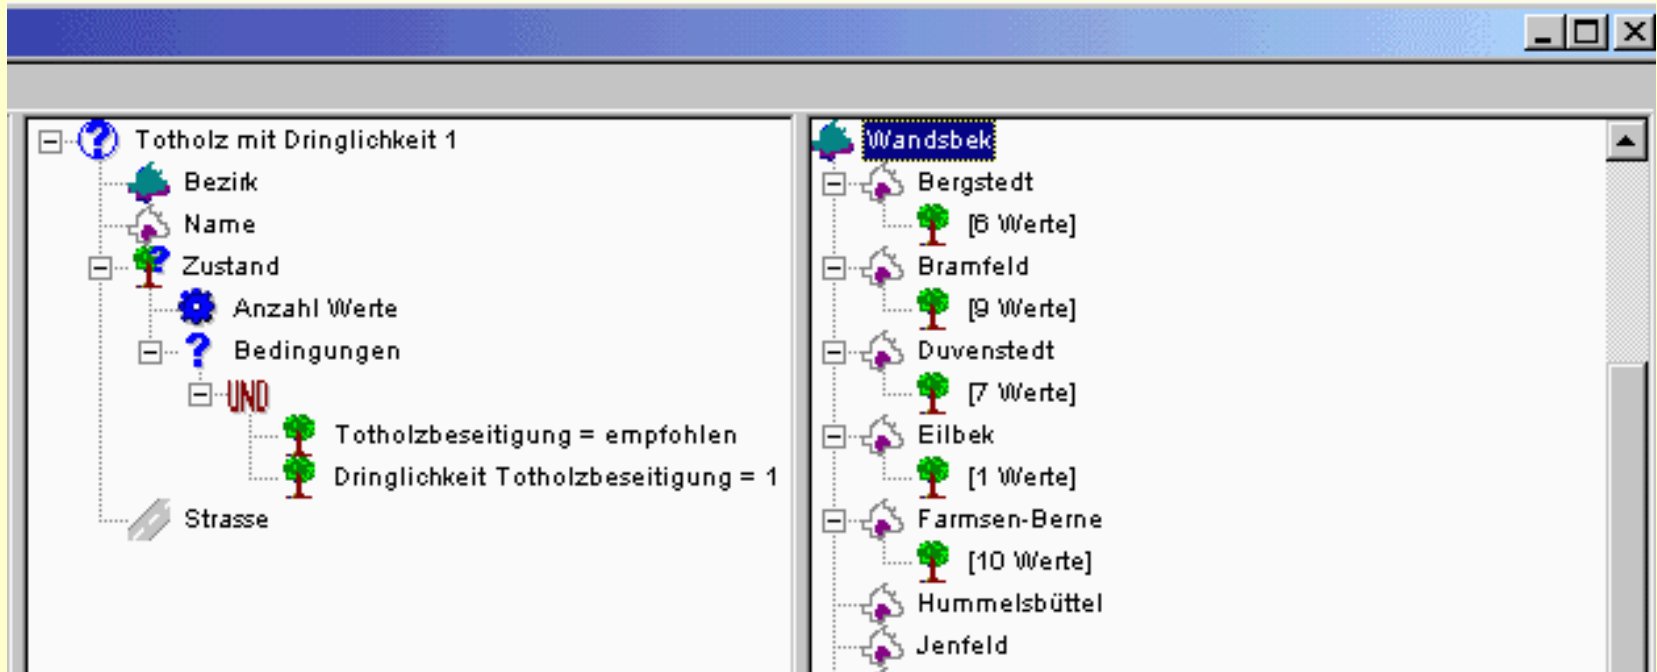 Totholz mit Dringlichkeit 1
Bezirk
Name
Zustand
Anzahl Werte
Bedingungen
UND
Totholzbeseitigung = empfohlen
Dringlichkeit Totholzbeseitigung = 1
Strasse
Wandsbek
Bergstedt
[6 Werte]
Bramfeld
[9 Werte]
Duvenstedt
[7 Werte]
Eilbek
[1 Werte]
Farmsen-Berne
[10 Werte]
Hummelsbüttel
Jenfeld